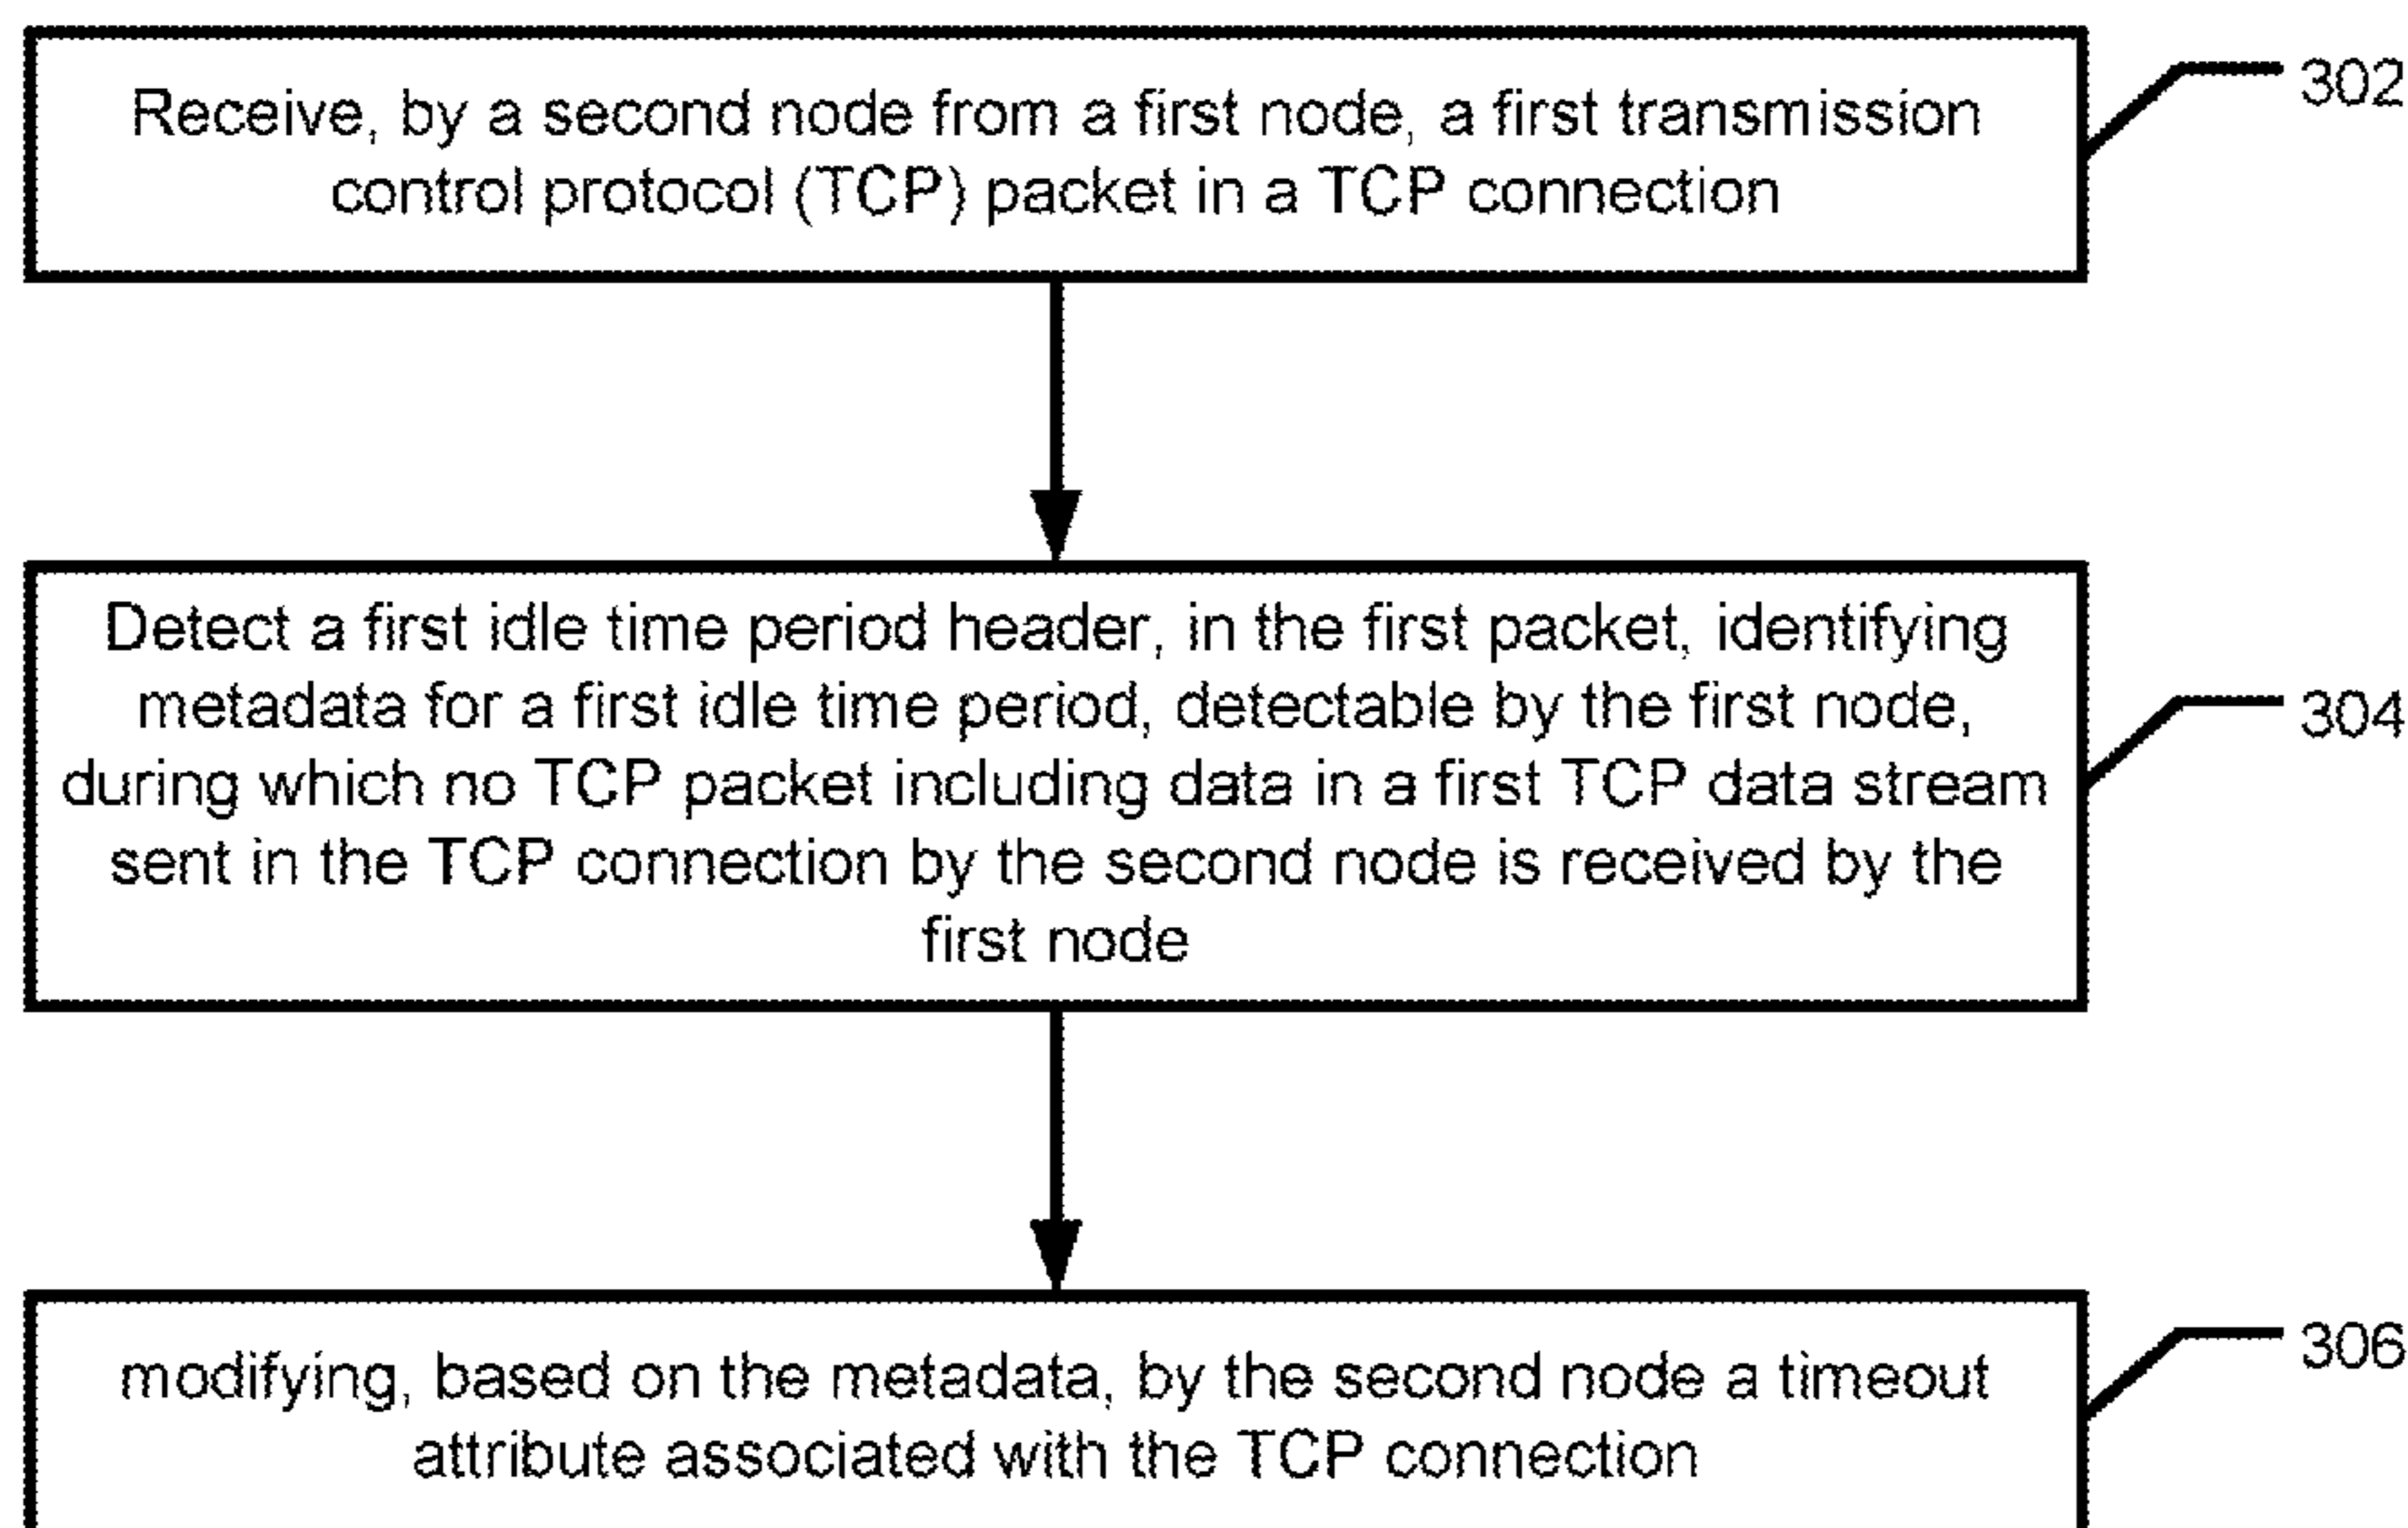 Receive, by a second node from a first node, a first transmission
control protocol (TCP) packet in a TCP connection
302
Detect a first idle time period header, in the first packet, identifying
metadata for a first idle time period, detectable by the first node,
during which no TCP packet including data in a first TCP data stream
sent in the TCP connection by the second node is received by the
first node
304
modifying, based on the metadata, by the second node a timeout
attribute associated with the TCP connection
306